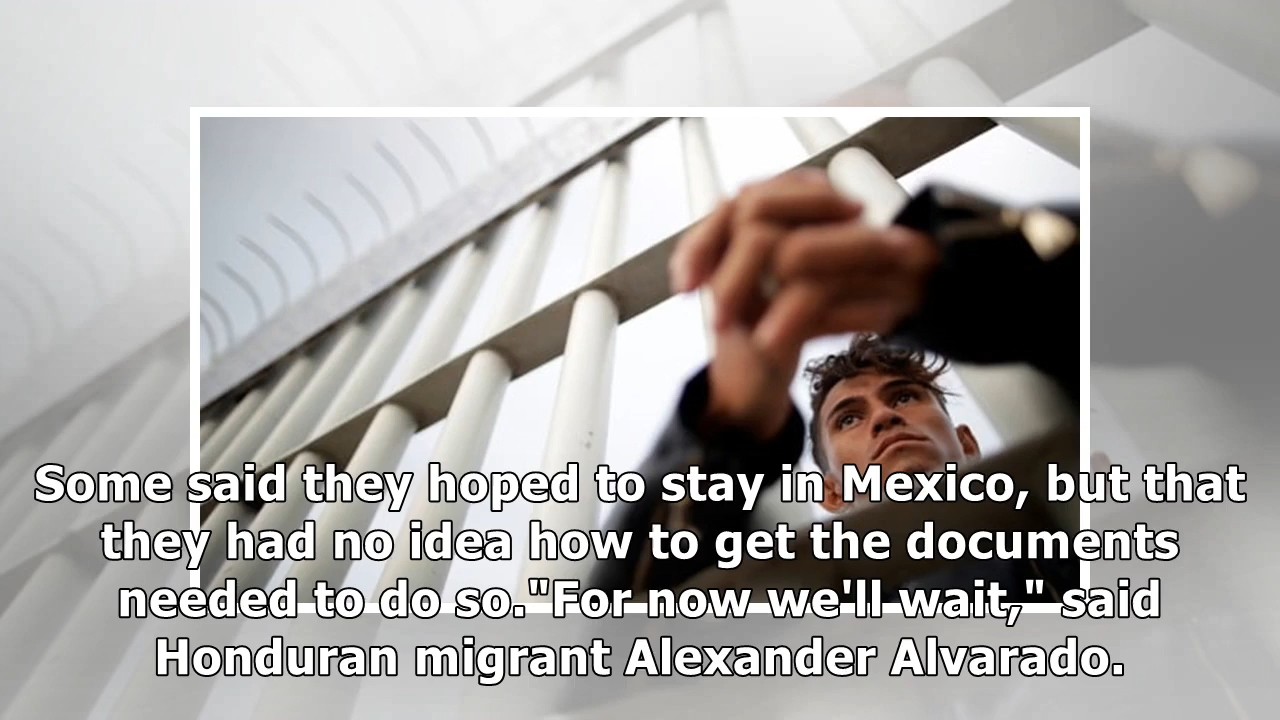 Some said they hoped to stay in Mexico, but that
they had no idea how to get the documents
needed to do so."For now we'll wait," said
Honduran migrant Alexander Alvarado.